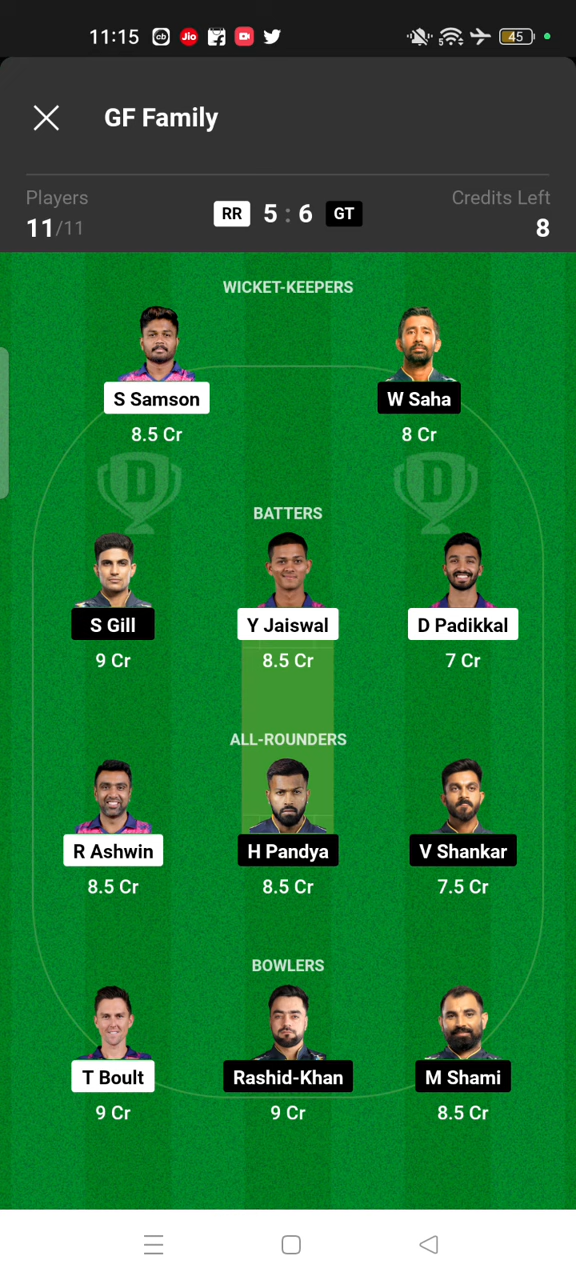 11:15
cb
Jio
5
45
GF Family
Players
Credits Left
11/11
RR 5 : 6 GT
8
WICKET-KEEPERS
S Samson
W Saha
8.5 Cr
8 Cr
D
D
BATTERS
S Gill
Y Jaiswal
D Padikkal
9 Cr
8.5 Cr
7 Cr
ALL-ROUNDERS
R Ashwin
H Pandya
V Shankar
8.5 Cr
8.5 Cr
7.5 Cr
BOWLERS
T Boult
Rashid-Khan
M Shami
9 Cr
9 Cr
8.5 Cr